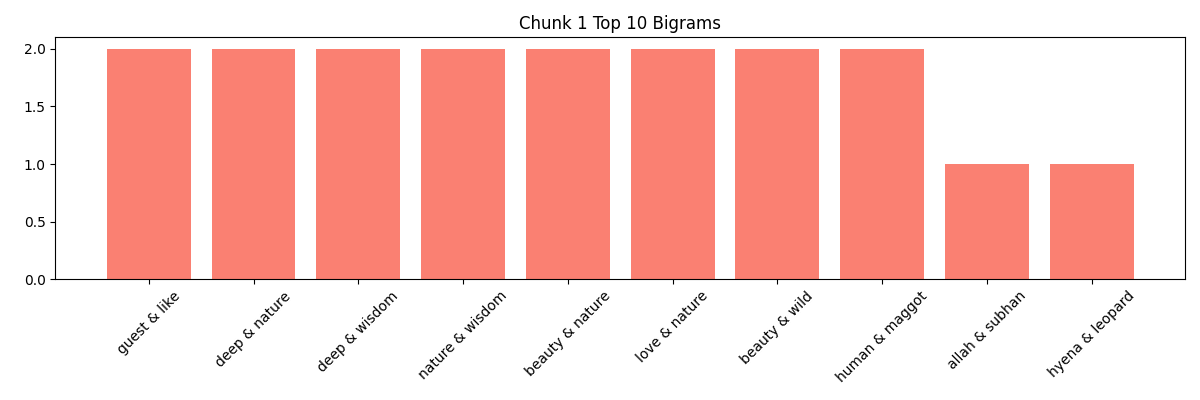 Chunk 1 Top 10 Bigrams
2.0
1.5
1.0
0.5
0.0
guest & like
deep & nature
deep & wisdom
nature & wisdom
beauty & nature
love & nature
beauty & wild
human & maggot
allah & subhan
hyena & leopard